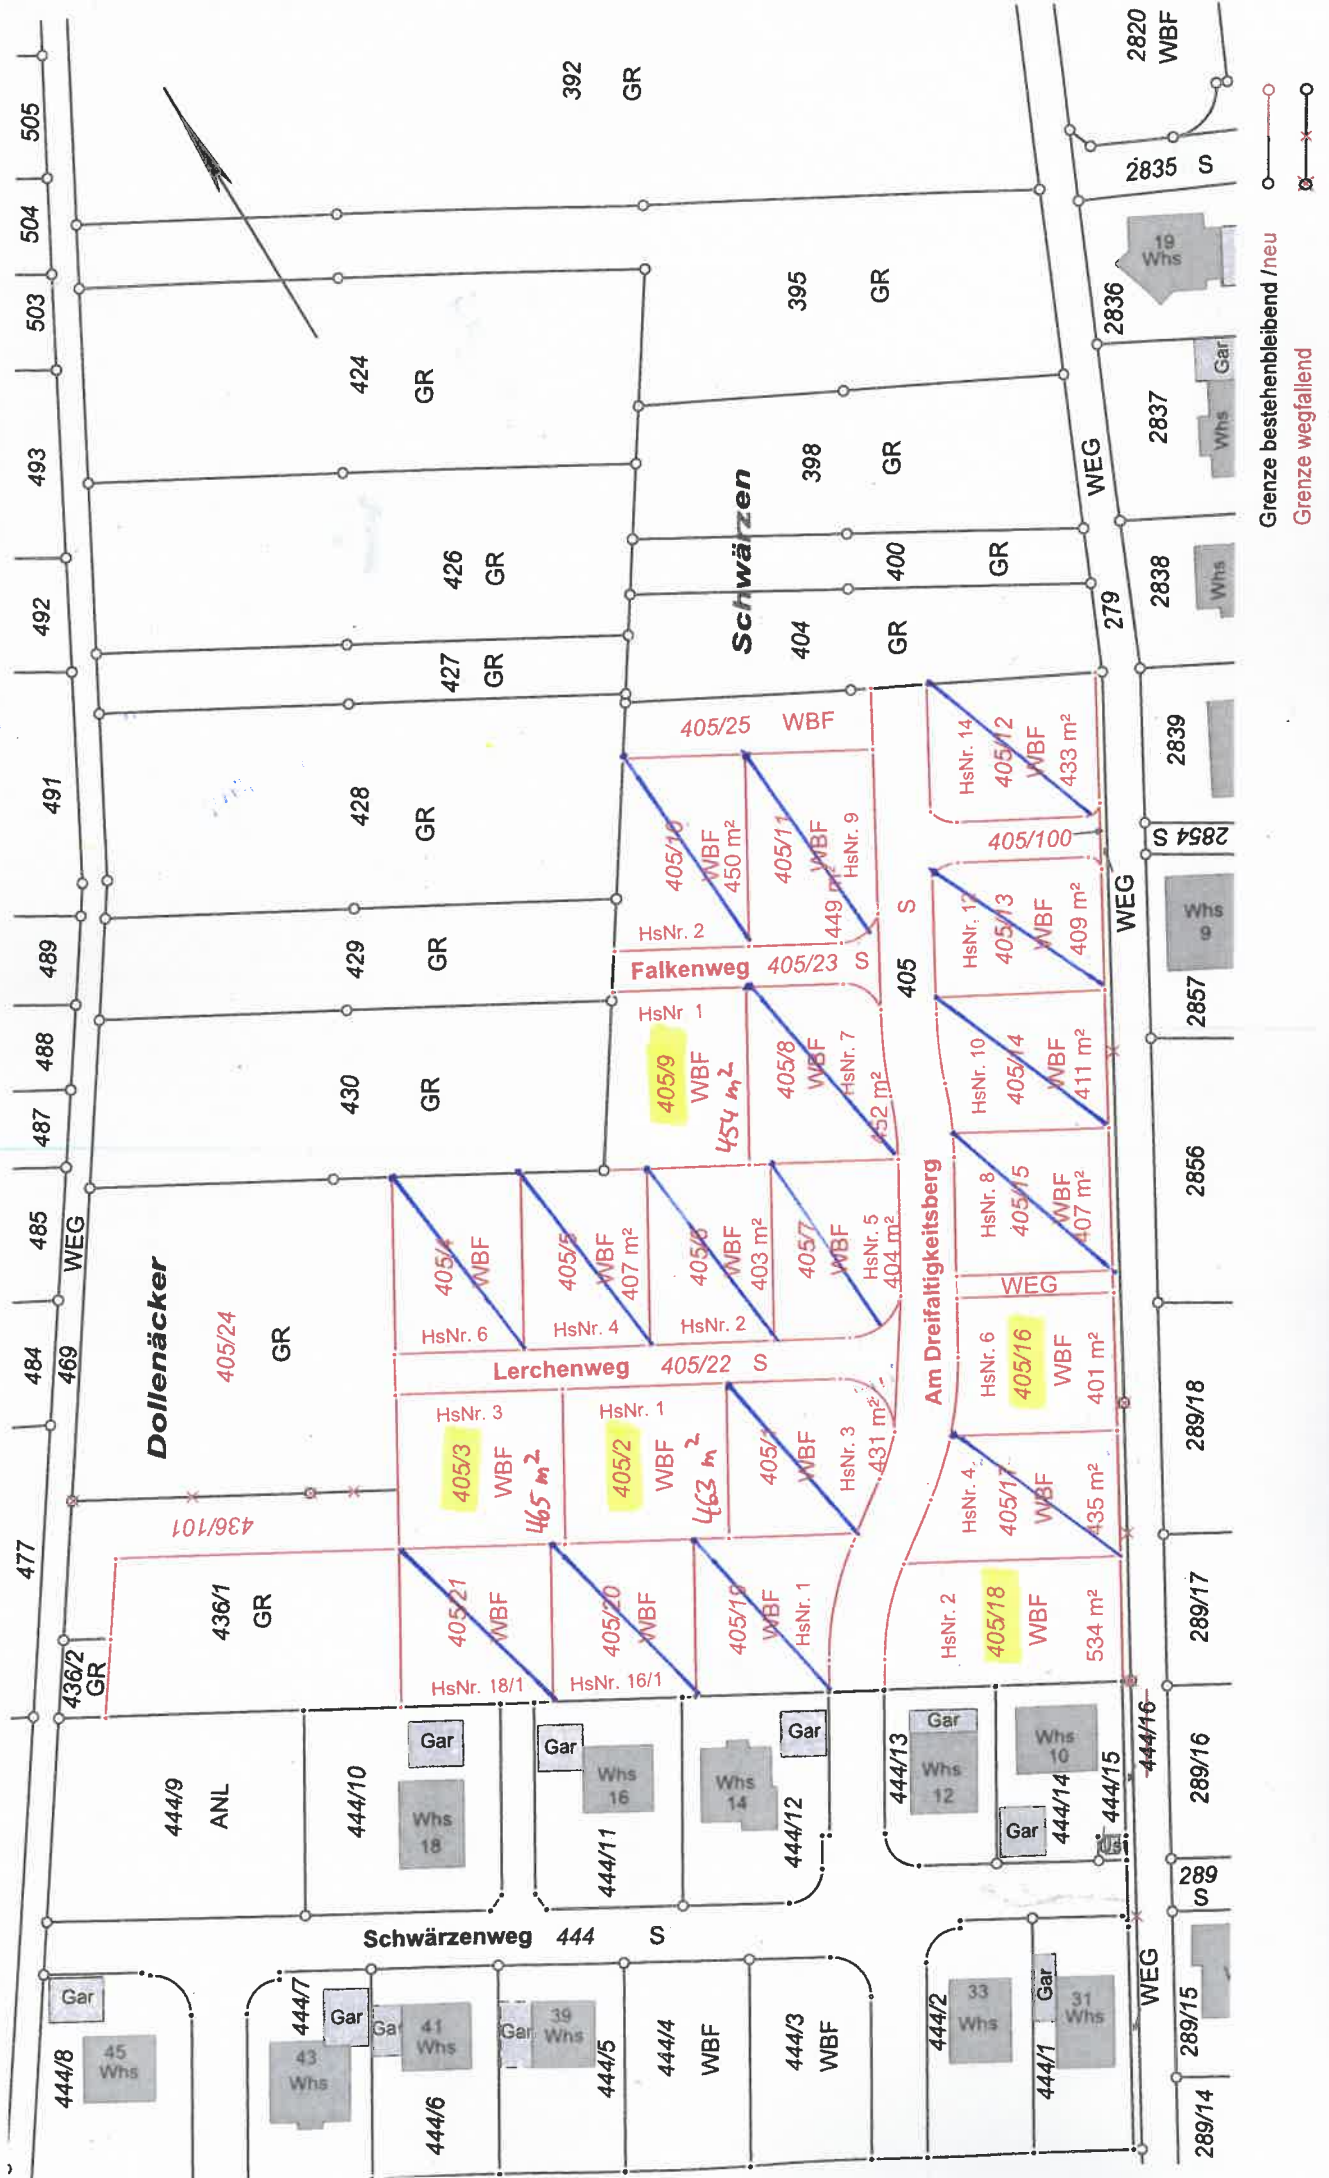 505
504
503
493
492
491
489
488
487
485
484
477
WEG
469
392
GR
424
GR
426
GR
427
GR
428
GR
429
GR
430
GR
395
GR
398
GR
400
GR
404
GR
Schwärzen
Dollenäcker
405/24
GR
436/101
436/1
GR
436/2
GR
405/25 WBF
405/10
WBF
450 m²
HsNr. 2
405/11
WBF
449 m²
HsNr. 9
Falkenweg 405/23 S
HsNr 1
405/9
WBF
454 m²
405/8
WBF
HsNr. 7
452 m²
405/4
WBF
HsNr. 6
405/5
WBF
407 m²
HsNr. 4
405/6
WBF
403 m²
HsNr. 2
405/7
WBF
HsNr. 5
404 m²
Lerchenweg 405/22 S
HsNr. 3
405/3
WBF
465 m²
HsNr. 1
405/2
WBF
463 m²
405/1
WBF
HsNr. 3
431 m²
405/21
WBF
HsNr. 18/1
405/20
WBF
HsNr. 16/1
405/19
WBF
HsNr. 1
S
405
Am Dreifaltigkeitsberg
HsNr. 14
405/12
WBF
433 m²
405/100
HsNr. 12
405/13
WBF
409 m²
HsNr. 10
405/14
WBF
411 m²
HsNr. 8
405/15
WBF
407 m²
WEG
HsNr. 6
405/16
WBF
401 m²
HsNr. 4
405/17
WBF
435 m²
HsNr. 2
405/18
WBF
534 m²
WEG
279
WEG
WEG
2820
WBF
2835 S
19
Whs
2836
Gar
Whs
2837
Whs
2838
2839
2854 S
Whs
9
2857
2856
289/18
289/17
289/16
289
S
289/15
289/14
444/9
ANL
444/10
Gar
Whs
18
Gar
Whs
16
444/11
Gar
Whs
14
444/12
444/13
Gar
Whs
12
Whs
10
Gar
444/14
444/15
444/16
Schwärzenweg 444 S
Gar
45
Whs
444/8
444/7
Gar
43
Whs
Gar
41
Whs
444/6
Gar
39
Whs
444/5
444/4
WBF
444/3
WBF
444/2
33
Whs
Gar
31
Whs
444/1
Grenze bestehenbleibend / neu
Grenze wegfallend